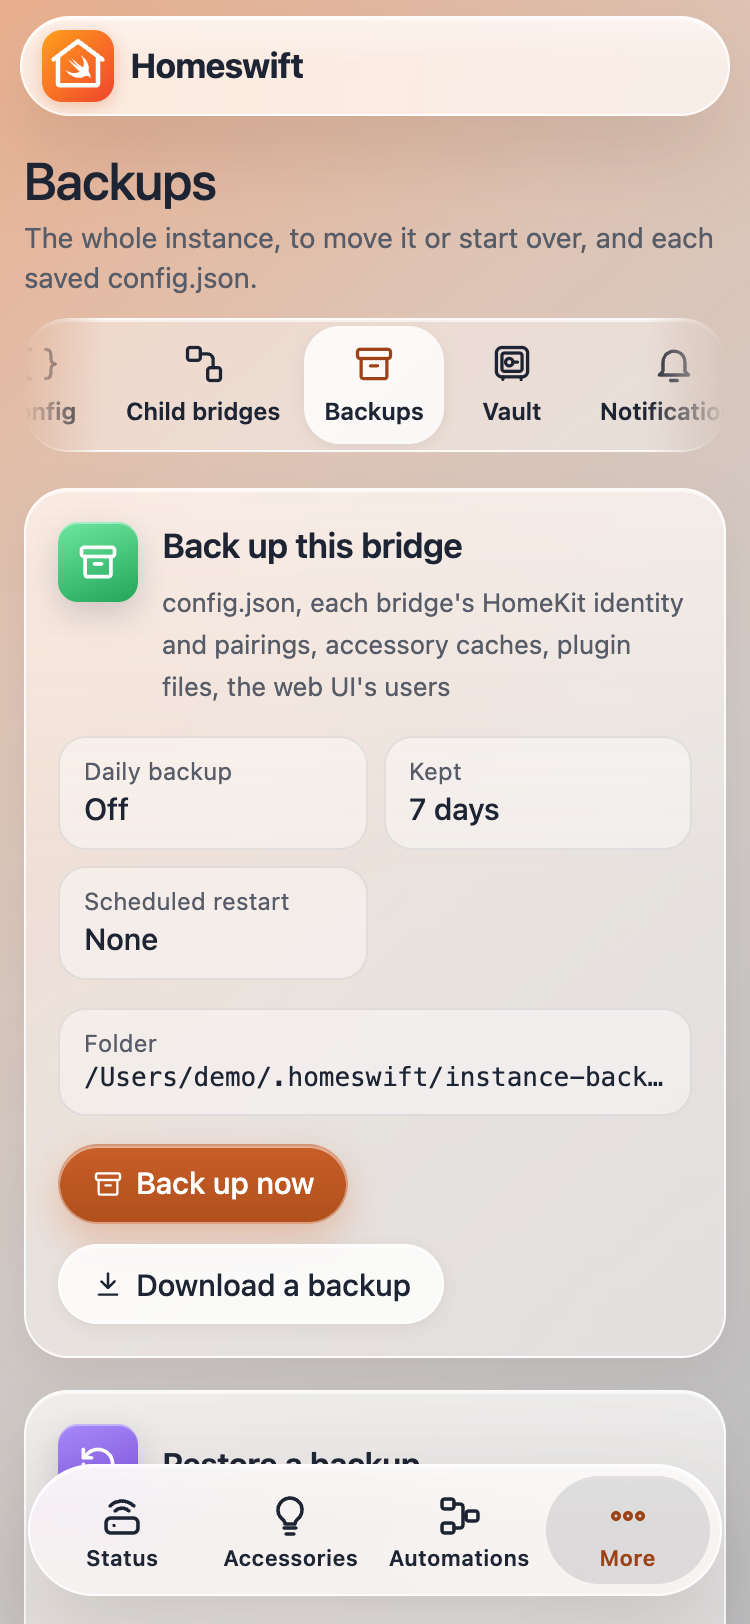 Homeswift
Backups
The whole instance, to move it or start over, and each
saved config.json.
Child bridges
Backups
Vault
Back up this bridge
config.json, each bridge's HomeKit identity
and pairings, accessory caches, plugin
files, the web UI's users
Daily backup
Off
Kept
7 days
Scheduled restart
None
Folder
/Users/demo/.homeswift/instance-back…
Back up now
Download a backup
Restore a backup
Status
Accessories
Automations
More